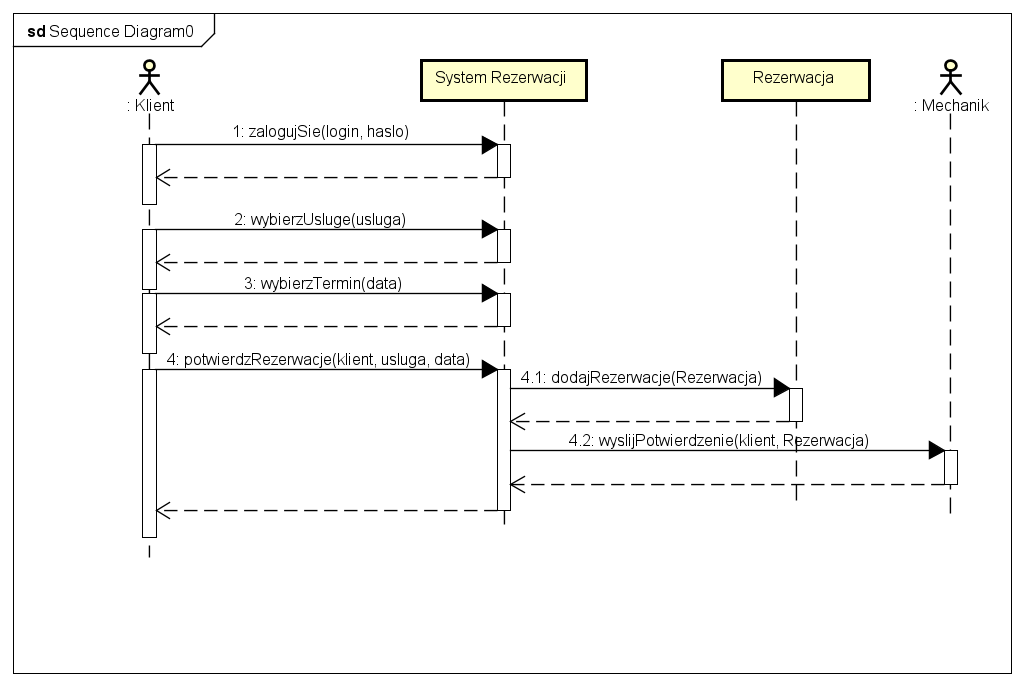 sd Sequence Diagram0
: Klient
System Rezerwacji
Rezerwacja
: Mechanik
1: zalogujSie(login, haslo)
2: wybierzUsluge(usluga)
3: wybierzTermin(data)
4: potwierdzRezerwacje(klient, usluga, data)
4.1: dodajRezerwacje(Rezerwacja)
4.2: wyslijPotwierdzenie(klient, Rezerwacja)